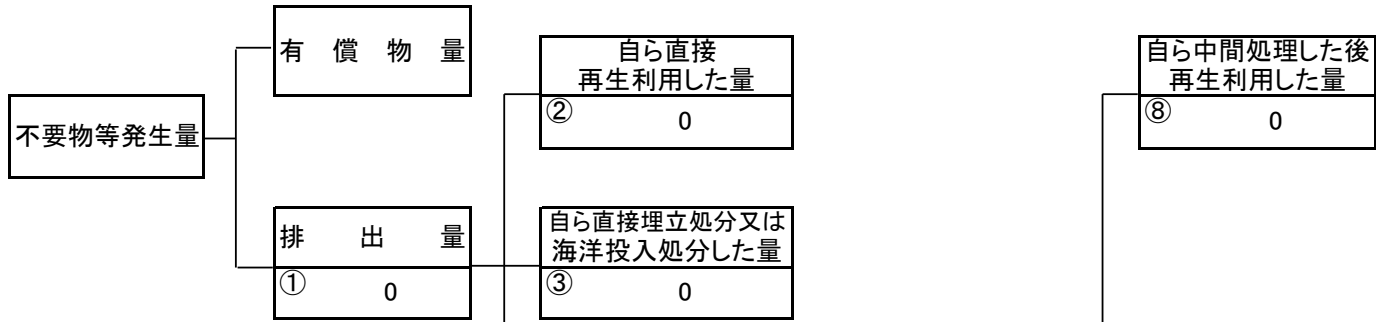 有償物量
自ら直接
再生利用した量
② 0
自ら中間処理した後
再生利用した量
⑧ 0
不要物等発生量
排出量
① 0
自ら直接埋立処分又は
海洋投入処分した量
③ 0